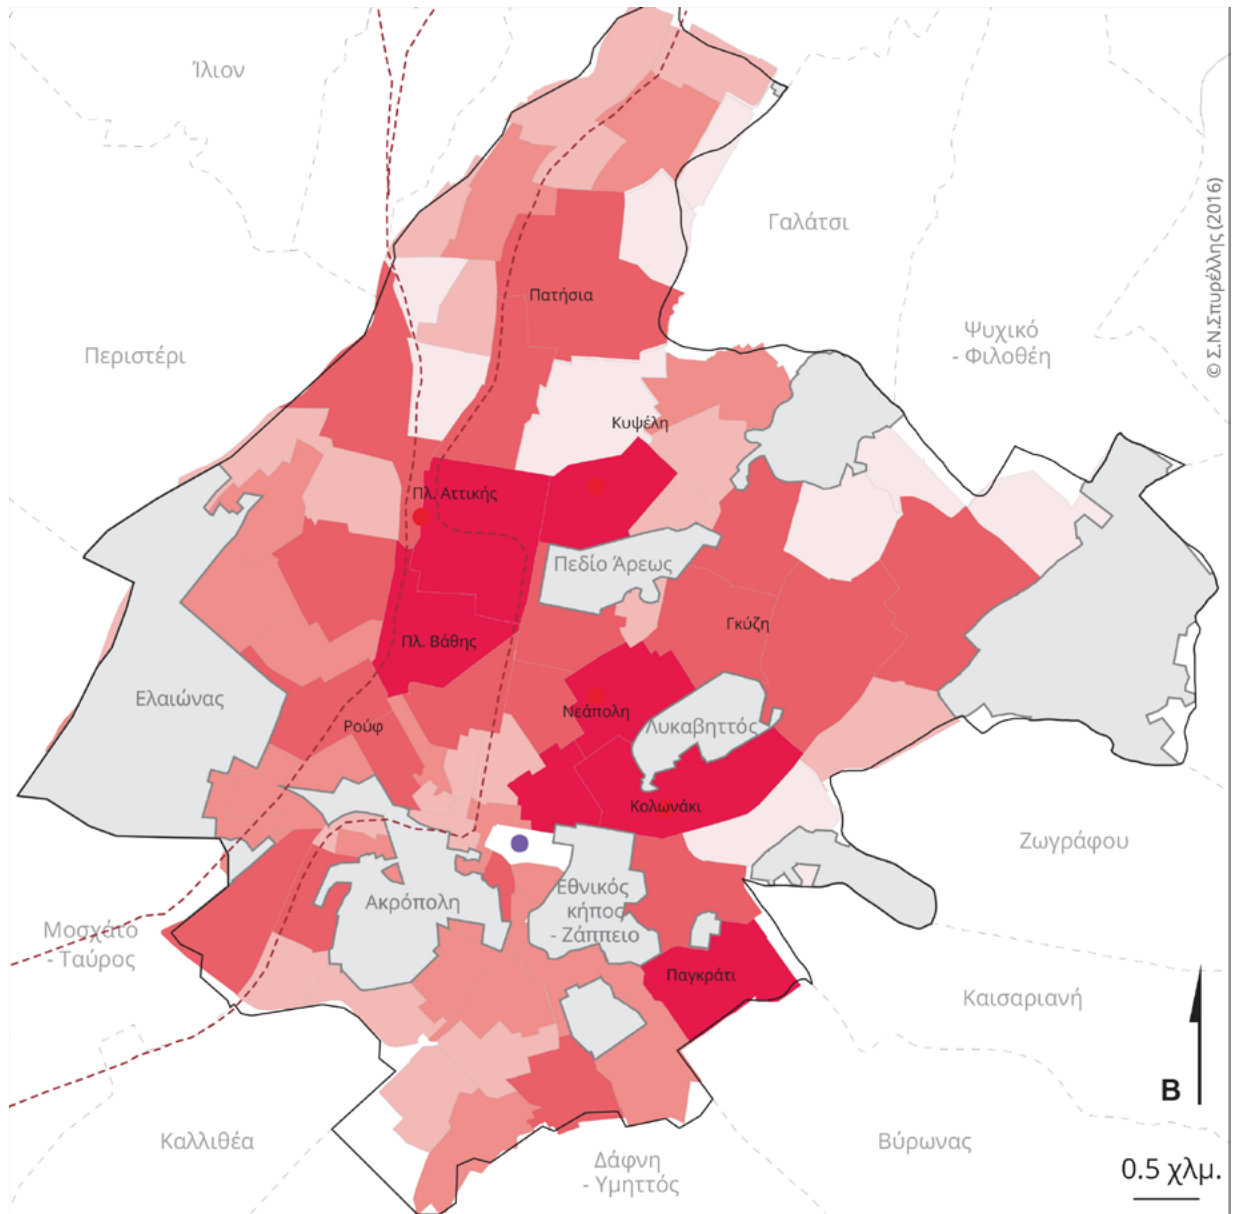 Ίλιον
Γαλάτσι
© Σ.Ν.Σπυρέλλης (2016)
Πατήσια
Ψυχικό
- Φιλοθέη
Περιστέρι
Κυψέλη
Πλ. Αττικής
Πεδίο Άρεως
Γκύζη
Πλ. Βάθης
Ελαιώνας
Νεάπολη
Λυκαβηττός
Ρούφ
Κολωνάκι
Ζωγράφου
Ακρόπολη
Εθνικός
κήπος
- Ζάππειο
Μοσχάτο
- Ταύρος
Παγκράτι
Καισαριανή
Β
Καλλιθέα
Βύρωνας
Δάφνη
- Υμηττός
0.5 χλμ.